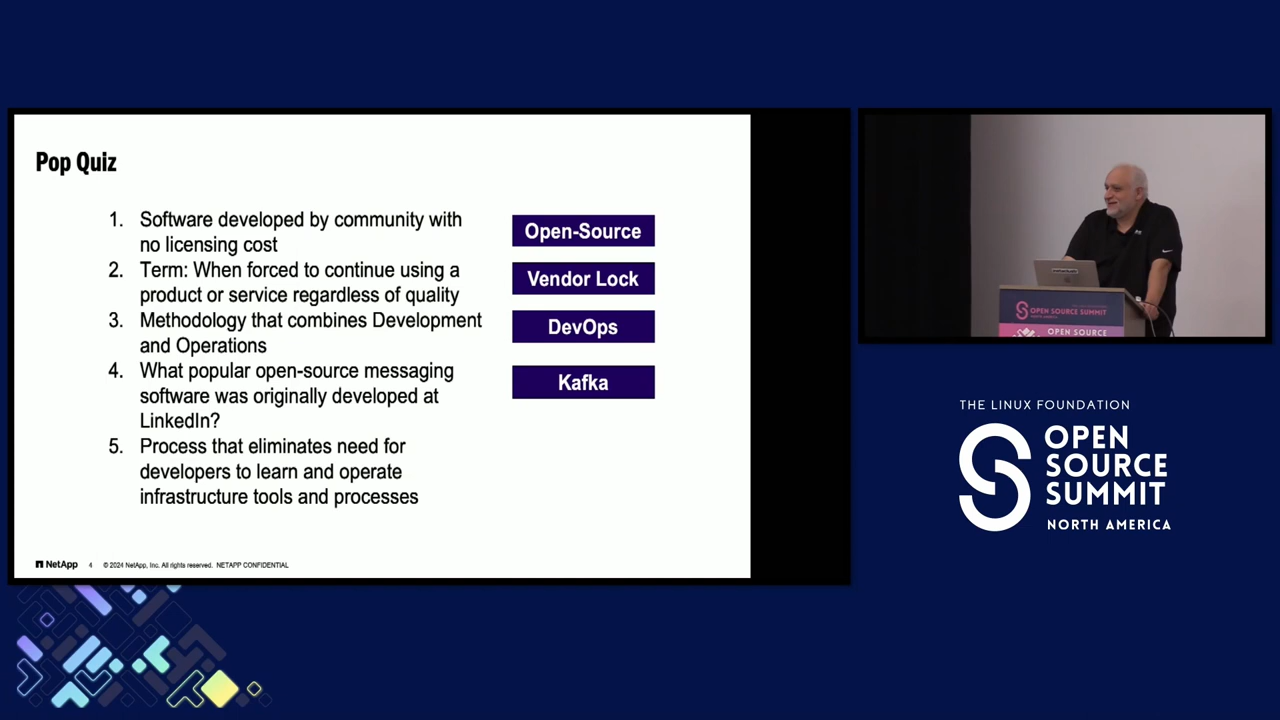 Pop Quiz
1. Software developed by community with
no licensing cost
Open-Source
2. Term: When forced to continue using a
product or service regardless of quality
Vendor Lock
3. Methodology that combines Development
and Operations
DevOps
4. What popular open-source messaging
software was originally developed at
LinkedIn?
Kafka
5. Process that eliminates need for
developers to learn and operate
infrastructure tools and processes
NetApp 4 © 2024 NetApp, Inc. All rights reserved. NETAPP CONFIDENTIAL
OPEN SOURCE SUMMIT
NORTH AMERICA
OPEN SOURCE
THE LINUX FOUNDATION
OPEN
SOURCE
SUMMIT
NORTH AMERICA